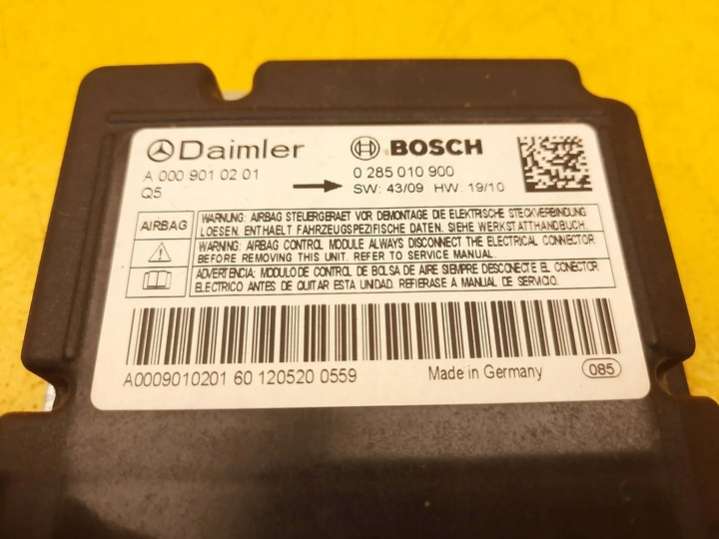 Daimler
BOSCH
A 000 901 02 01
0 285 010 900
Q5
SW: 43/09 HW: 19/10
AIRBAG
WARNUNG: AIRBAG STEUERGERAET VOR DEMONTAGE DIE ELEKTRISCHE STECKVERBINDUNG
LOESEN. ENTHAELT FAHRZEUGSPEZIFISCHE DATEN. SIEHE WERKSTATTHANDBUCH.
WARNING: AIRBAG CONTROL MODULE ALWAYS DISCONNECT THE ELECTRICAL CONNECTOR
BEFORE REMOVING THIS UNIT. REFER TO SERVICE MANUAL.
ADVERTENCIA: MODULO DE CONTROL DE BOLSA DE AIRE SIEMPRE DESCONECTE EL CONECTOR
ELECTRICO ANTES DE QUITAR ESTA UNIDAD. REFIERASE A MANUAL DE SERVICIO.
A0009010201 60 120520 0559
Made in Germany
085